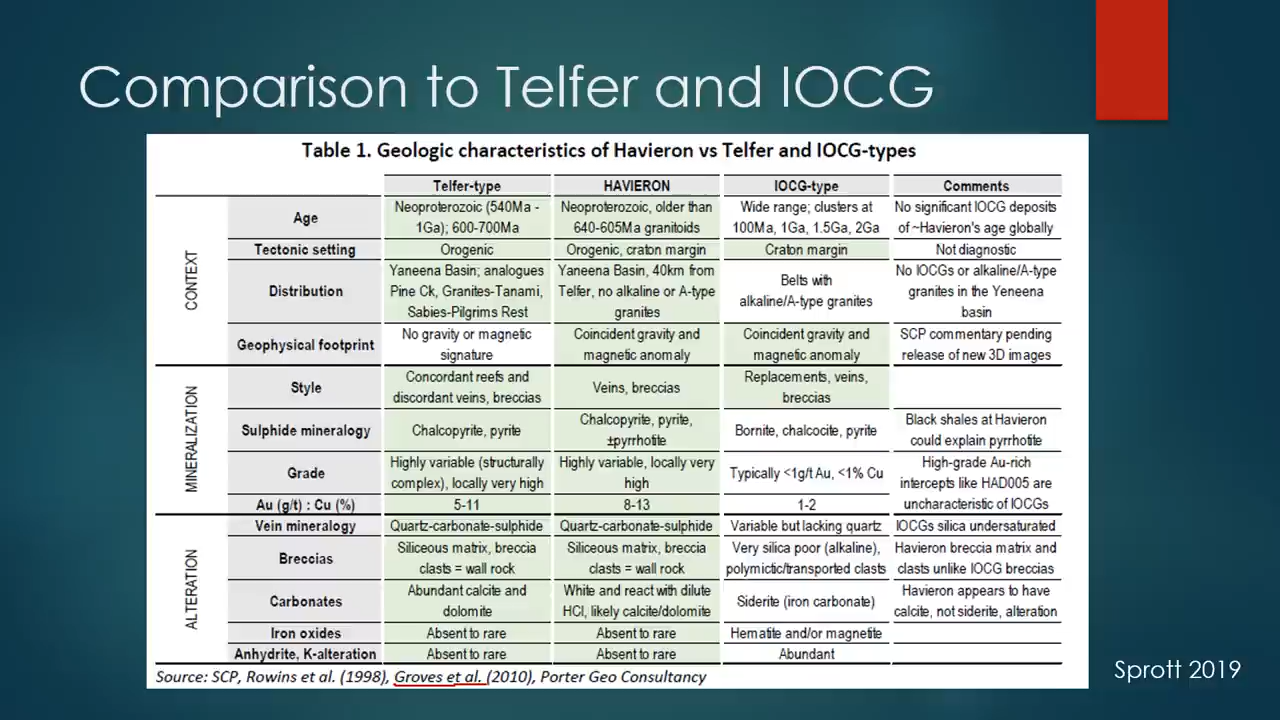 Comparison to Telfer and IOCG
Table 1. Geologic characteristics of Havieron vs Telfer and IOCG-types
Telfer-type HAVIERON IOCG-type Comments
CONTEXT
Age
Neoproterozoic (540Ma -
1Ga); 600-700Ma
Neoproterozoic, older than
640-605Ma granitoids
Wide range; clusters at
100Ma, 1Ga, 1.5Ga, 2Ga
No significant IOCG deposits
of ~Havieron's age globally
Tectonic setting Orogenic Orogenic, craton margin Craton margin Not diagnostic
Distribution
Yaneena Basin; analogues
Pine Ck, Granites-Tanami,
Sabies-Pilgrims Rest
Yaneena Basin, 40km from
Telfer, no alkaline or A-type
granites
Belts with
alkaline/A-type granites
No IOCGs or alkaline/A-type
granites in the Yeneena
basin
Geophysical footprint
No gravity or magnetic
signature
Coincident gravity and
magnetic anomaly
Coincident gravity and
magnetic anomaly
SCP commentary pending
release of new 3D images
MINERALIZATION
Style
Concordant reefs and
discordant veins, breccias
Veins, breccias
Replacements, veins,
breccias
Sulphide mineralogy
Chalcopyrite, pyrite
Chalcopyrite, pyrite,
±pyrrhotite
Bornite, chalcocite, pyrite
Black shales at Havieron
could explain pyrrhotite
Grade
Highly variable (structurally
complex), locally very high
Highly variable, locally very
high
Typically <1g/t Au, <1% Cu
High-grade Au-rich
intercepts like HAD005 are
uncharacteristic of IOCGs
Au (g/t) : Cu (%) 5-11 8-13 1-2
ALTERATION
Vein mineralogy Quartz-carbonate-sulphide Quartz-carbonate-sulphide Variable but lacking quartz IOCGs silica undersaturated
Breccias
Siliceous matrix, breccia
clasts = wall rock
Siliceous matrix, breccia
clasts = wall rock
Very silica poor (alkaline),
polymictic/transported clasts
Havieron breccia matrix and
clasts unlike IOCG breccias
Carbonates
Abundant calcite and
dolomite
White and react with dilute
HCl, likely calcite/dolomite
Siderite (iron carbonate)
Havieron appears to have
calcite, not siderite, alteration
Iron oxides Absent to rare Absent to rare Hematite and/or magnetite
Anhydrite, K-alteration Absent to rare Absent to rare Abundant
Source: SCP, Rowins et al. (1998), Groves et al. (2010), Porter Geo Consultancy
Sprott 2019